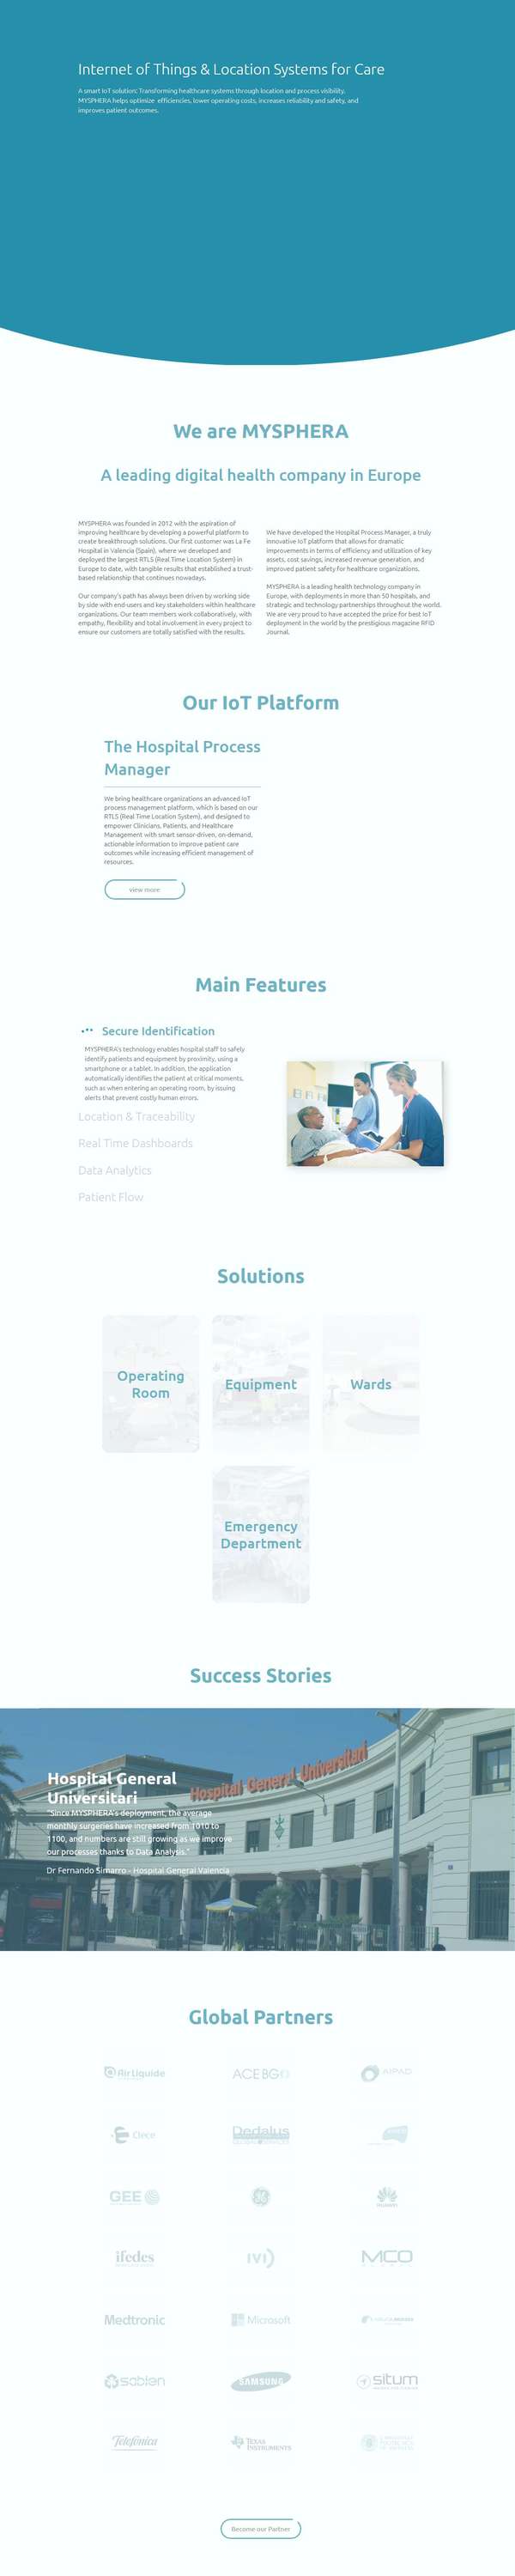 Internet of Things & Location Systems for Care
A smart IoT solution: Transforming healthcare systems through location and process visibility.
MYSPHERA helps optimize efficiencies, lower operating costs, increases reliability and safety, and
improves patient outcomes.
We are MYSPHERA
A leading digital health company in Europe
MYSPHERA was founded in 2012 with the aspiration of
improving healthcare by developing a powerful platform to
create breakthrough solutions. Our first customer was La Fe
Hospital in Valencia (Spain), where we developed and
deployed the largest RTLS (Real Time Location System) in
Europe to date, with tangible results that established a trust-
based relationship that continues nowadays.
Our company's path has always been driven by working side
by side with end-users and key stakeholders within healthcare
organizations. Our team members work collaboratively, with
empathy, flexibility and total involvement in every project to
ensure our customers are totally satisfied with the results.
We have developed the Hospital Process Manager, a truly
innovative IoT platform that allows for dramatic
improvements in terms of efficiency and utilization of key
assets, cost savings, increased revenue generation, and
improved patient safety for healthcare organizations.
MYSPHERA is a leading health technology company in
Europe, with deployments in more than 50 hospitals, and
strategic and technology partnerships throughout the world.
We are very proud to have accepted the price for best IoT
deployment in the world by the prestigious magazine RFID
Journal.
Our IoT Platform
The Hospital Process
Manager
We bring healthcare organizations an advanced IoT
process management platform, which is based on our
RTLS (Real Time Location System), and designed to
empower Clinicians, Patients, and Healthcare
Management with smart sensor-driven, on-demand,
actionable information to improve patient care
outcomes while increasing efficient management of
resources.
view more
Main Features
Secure Identification
MYSPHERA's technology enables hospital staff to safely
identify patients and equipment by proximity, using a
smartphone or a tablet. In addition, the application
automatically identifies the patient at critical moments,
such as when entering an operating room, by issuing
alerts that prevent costly human errors.
Location & Traceability
Real Time Dashboards
Data Analytics
Patient Flow
Solutions
Operating
Room
Equipment
Wards
Emergency
Department
Success Stories
Hospital General Universitari
Hospital General
Universitari
"Since MYSPHERA's deployment, the average
monthly surgeries have increased from 1010 to
1100, and numbers are still growing as we improve
our processes thanks to Data Analysis."
Dr Fernando Simarro - Hospital General Valencia
Global Partners
Air Liquide
ACE BG
AIPAD
Clece
Dedalus
GEE
GE
HUAWEI
ifedes
IVI
MCO
Medtronic
Microsoft
sabien
SAMSUNG
situm
Telefónica
TEXAS
INSTRUMENTS
Become our Partner